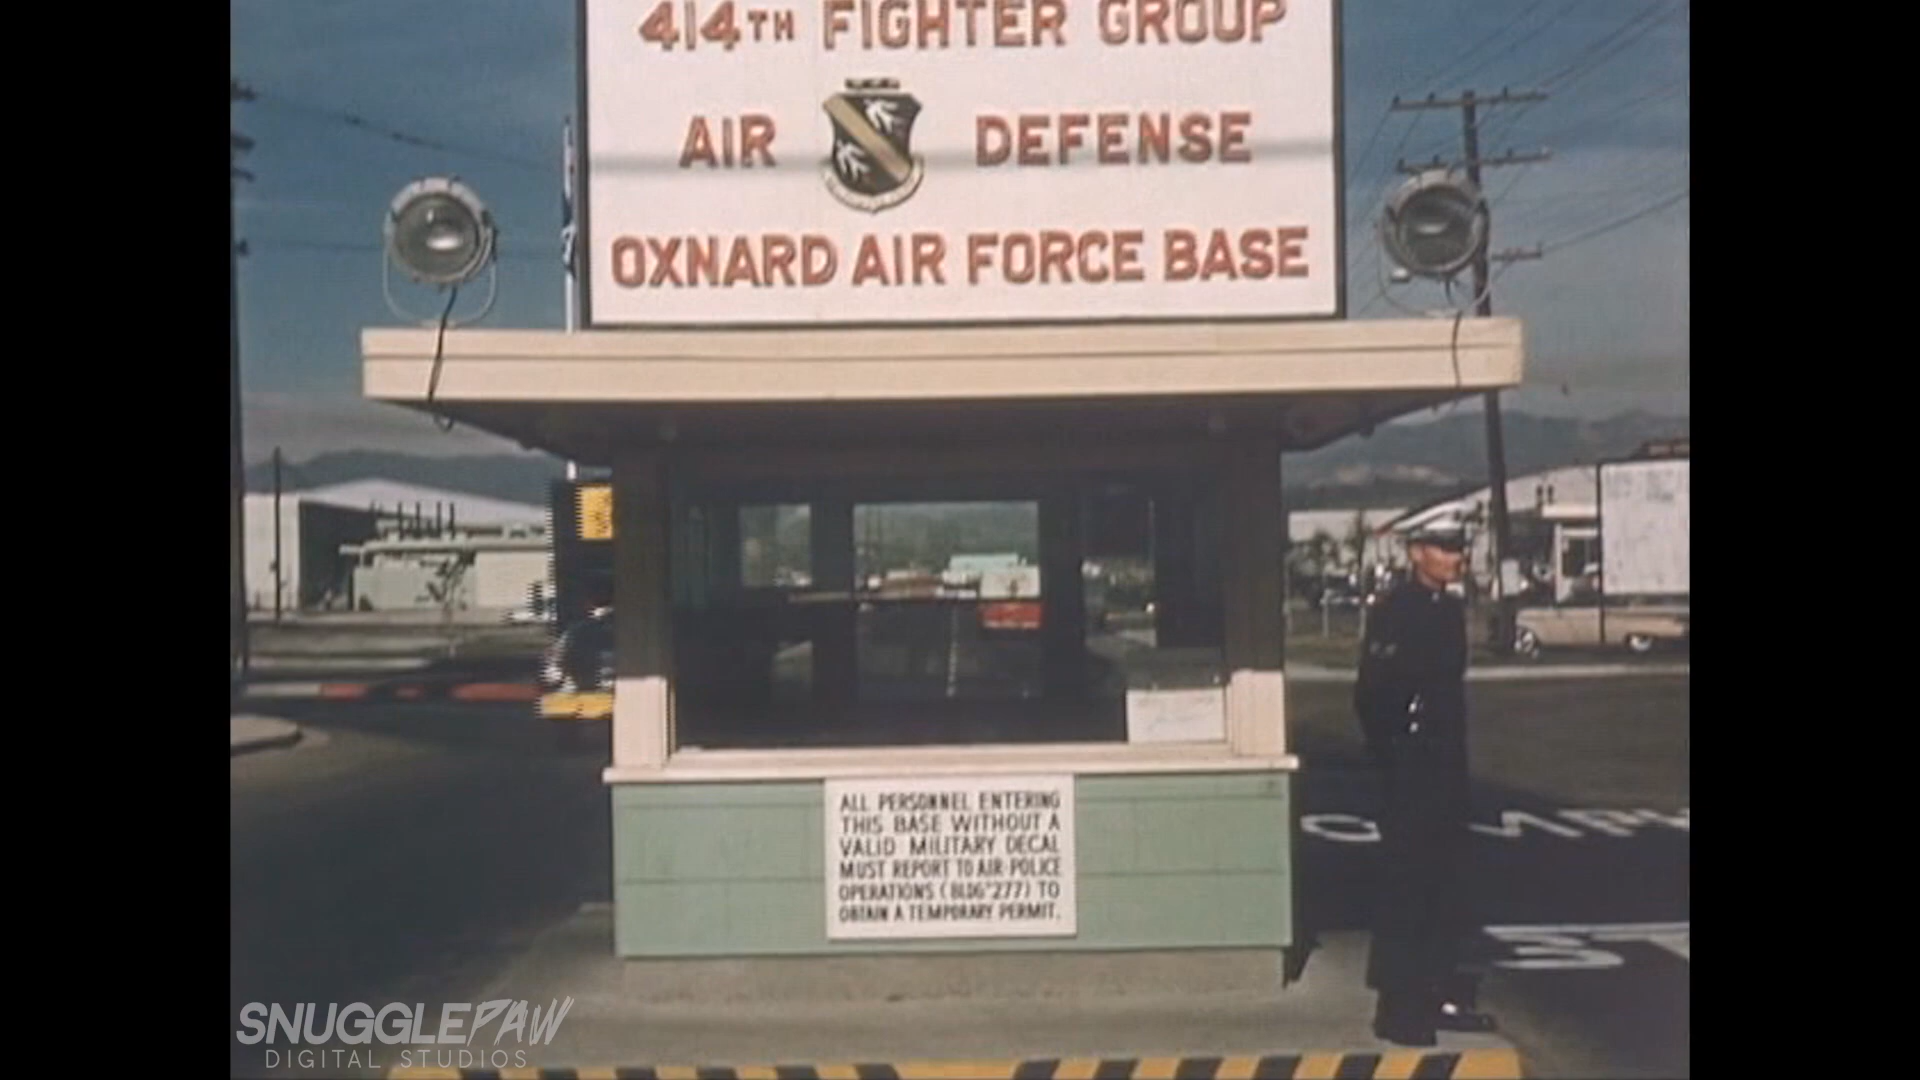 414TH FIGHTER GROUP
AIR DEFENSE
OXNARD AIR FORCE BASE
ALL PERSONNEL ENTERING
THIS BASE WITHOUT A
VALID MILITARY DECAL
MUST REPORT TO AIR POLICE
OPERATIONS (BLDG 277) TO
OBTAIN A TEMPORARY PERMIT.
SNUGGLEPAW
DIGITAL STUDIOS